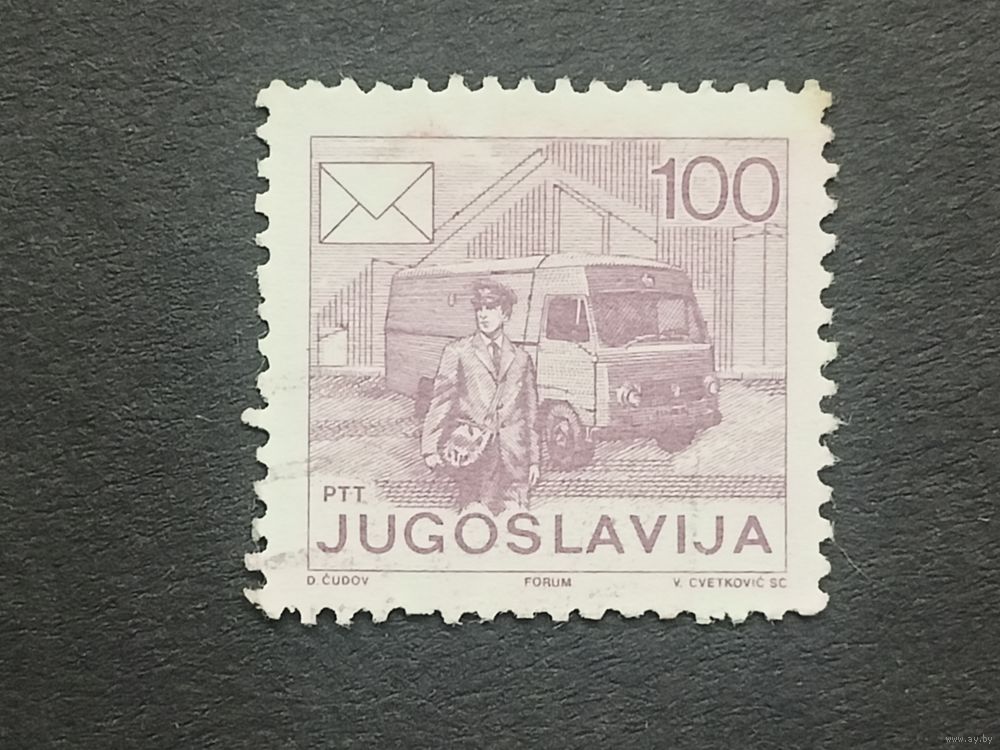 100
PTT
JUGOSLAVIJA
D. ČUDOV FORUM V. CVETKOVIĆ SC
www.ay.by